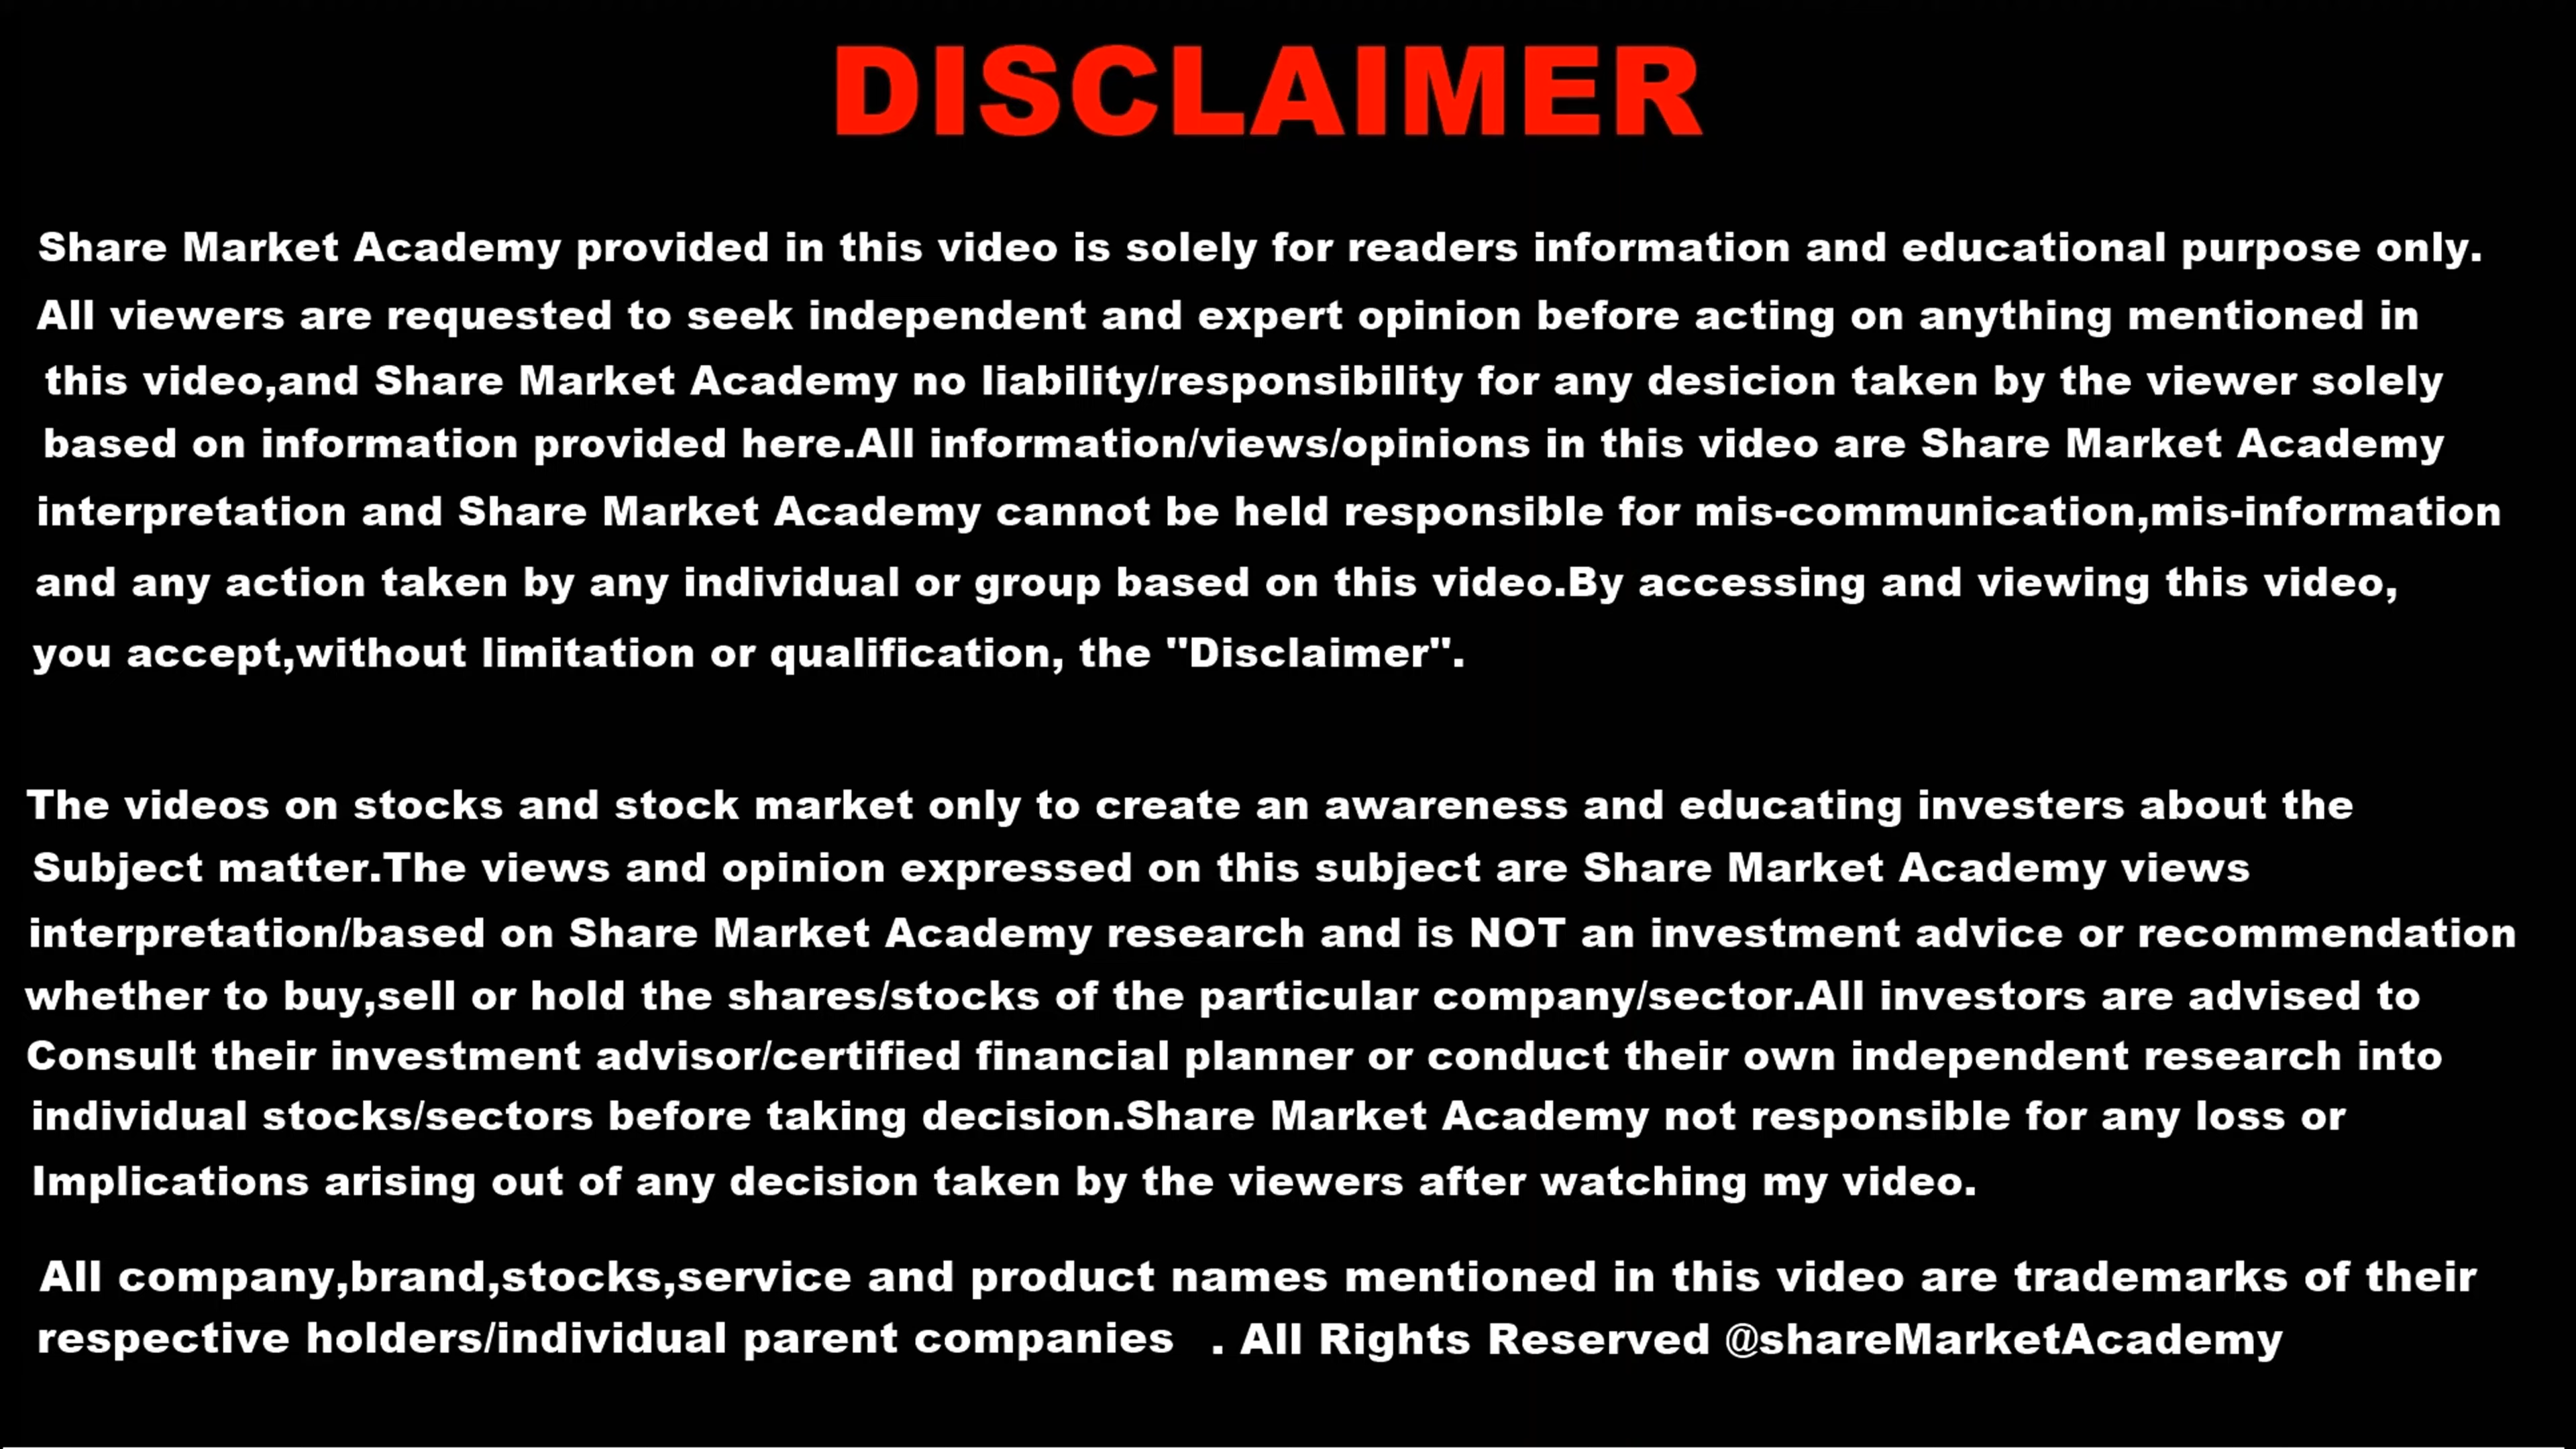 DISCLAIMER
Share Market Academy provided in this video is solely for readers information and educational purpose only.
All viewers are requested to seek independent and expert opinion before acting on anything mentioned in
this video,and Share Market Academy no liability/responsibility for any desicion taken by the viewer solely
based on information provided here.All information/views/opinions in this video are Share Market Academy
interpretation and Share Market Academy cannot be held responsible for mis-communication,mis-information
and any action taken by any individual or group based on this video.By accessing and viewing this video,
you accept,without limitation or qualification, the "Disclaimer".
The videos on stocks and stock market only to create an awareness and educating investers about the
Subject matter.The views and opinion expressed on this subject are Share Market Academy views
interpretation/based on Share Market Academy research and is NOT an investment advice or recommendation
whether to buy,sell or hold the shares/stocks of the particular company/sector.All investors are advised to
Consult their investment advisor/certified financial planner or conduct their own independent research into
individual stocks/sectors before taking decision.Share Market Academy not responsible for any loss or
Implications arising out of any decision taken by the viewers after watching my video.
All company,brand,stocks,service and product names mentioned in this video are trademarks of their
respective holders/individual parent companies . All Rights Reserved @shareMarketAcademy